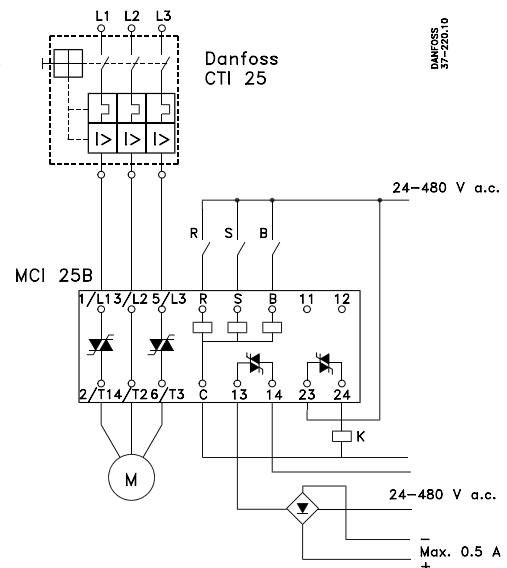 L1 L2 L3
DANFOSS
37-220.10
Danfoss
CTI 25
I> I> I>
24-480 V a.c.
R S B
MCI 25B
1/L1 3/L2 5/L3 R S B 11 12
2/T1 4/T2 6/T3 C 13 14 23 24
K
M
24-480 V a.c.
–
Max. 0.5 A
+